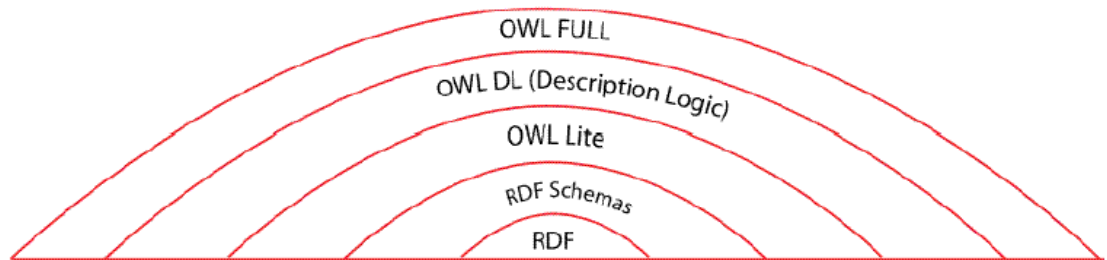 OWL FULL
OWL DL (Description Logic)
OWL Lite
RDF Schemas
RDF